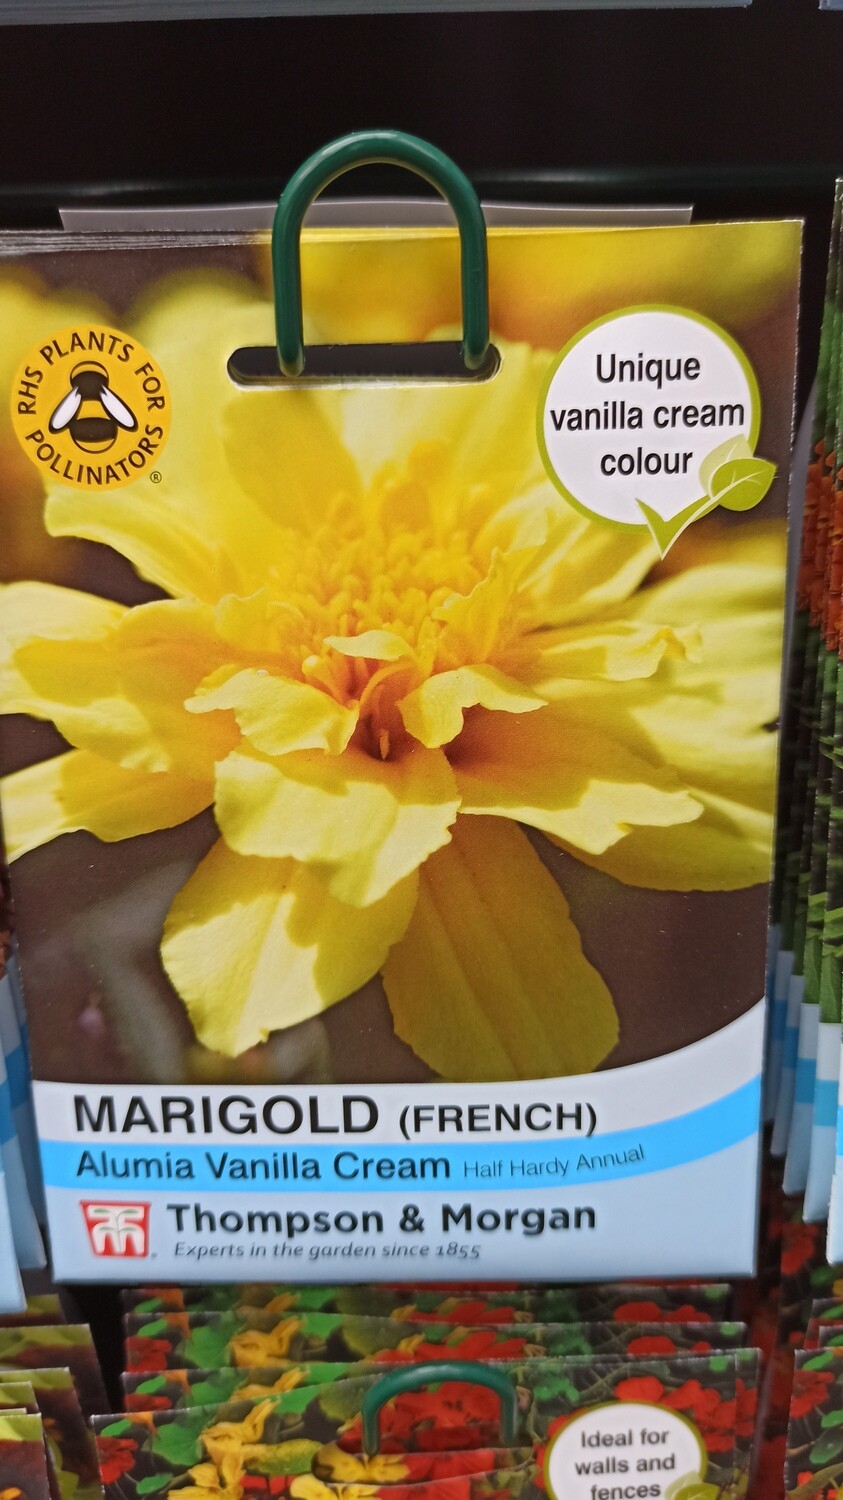 RHS PLANTS FOR
POLLINATORS
®
Unique
vanilla cream
colour
MARIGOLD (FRENCH)
Alumia Vanilla Cream Half Hardy Annual
Thompson & Morgan
Experts in the garden since 1855
Ideal for
walls and
fences